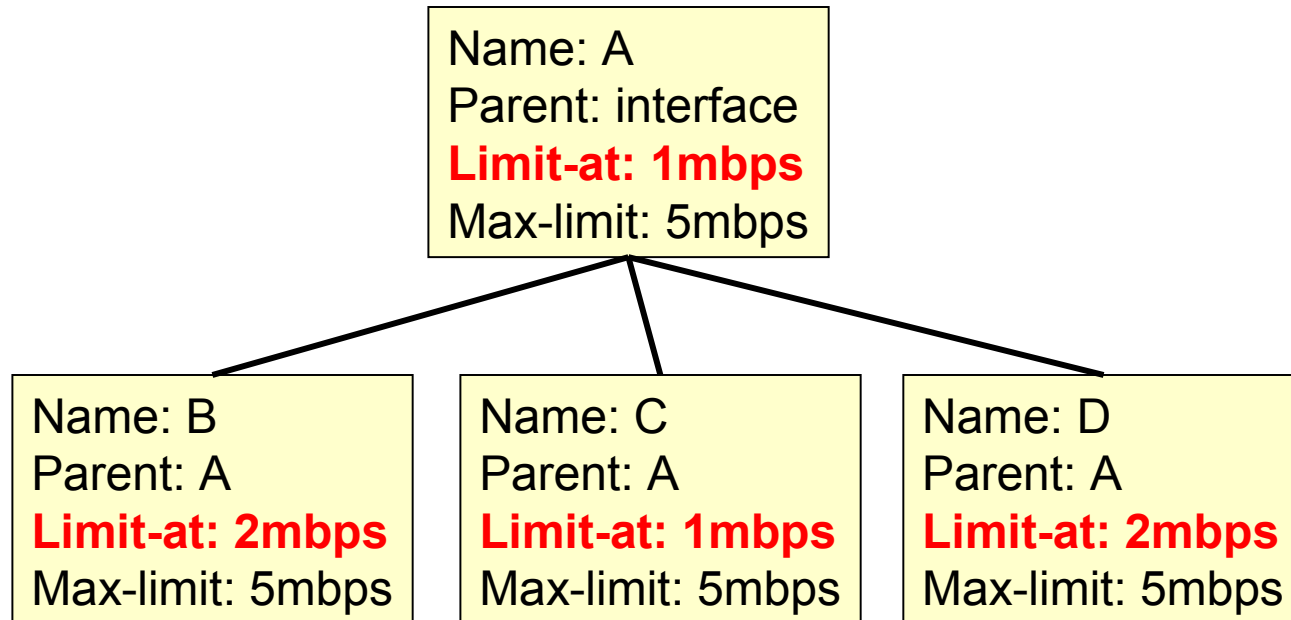 Name: A
Parent: interface
Limit-at: 1mbps
Max-limit: 5mbps
Name: B
Parent: A
Limit-at: 2mbps
Max-limit: 5mbps
Name: C
Parent: A
Limit-at: 1mbps
Max-limit: 5mbps
Name: D
Parent: A
Limit-at: 2mbps
Max-limit: 5mbps